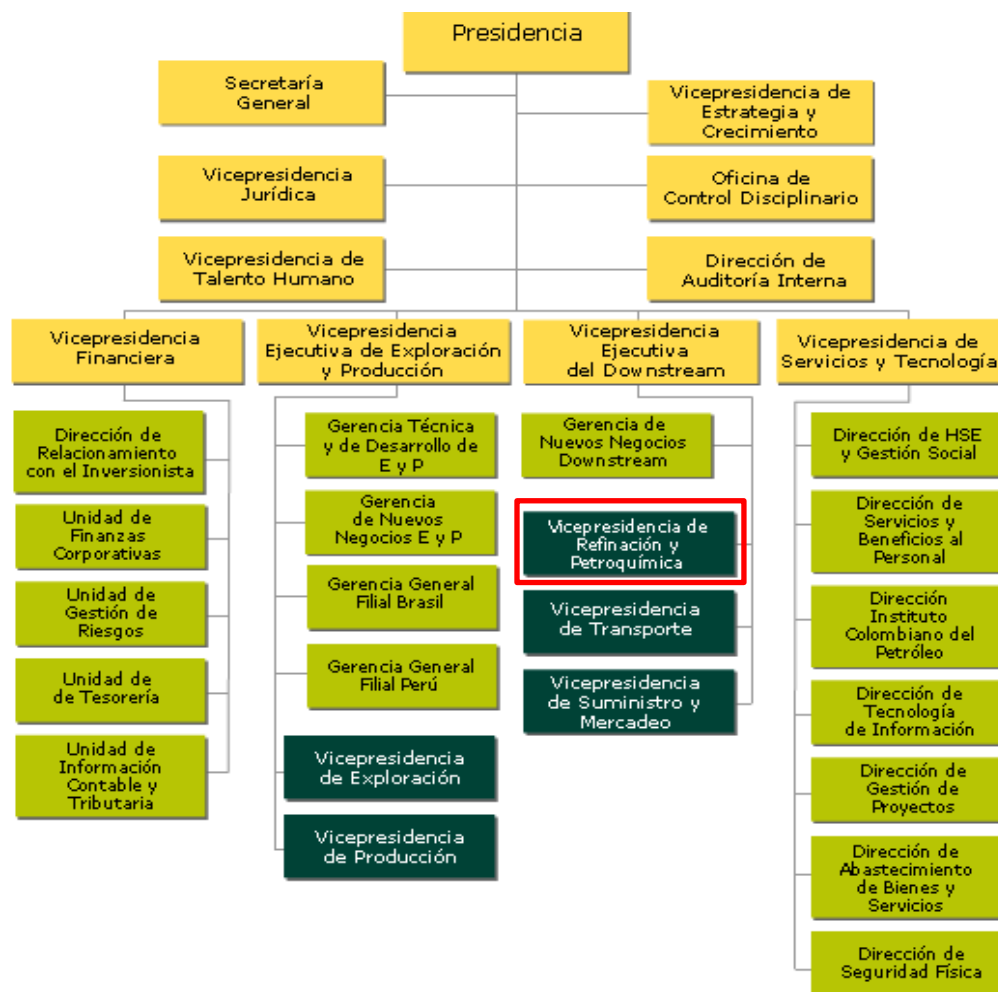 Presidencia
Secretaría
General
Vicepresidencia de
Estrategia y
Crecimiento
Vicepresidencia
Jurídica
Oficina de
Control Disciplinario
Vicepresidencia de
Talento Humano
Dirección de
Auditoría Interna
Vicepresidencia
Financiera
Vicepresidencia
Ejecutiva de Exploración
y Producción
Vicepresidencia
Ejecutiva
del Downstream
Vicepresidencia de
Servicios y Tecnología
Dirección de
Relacionamiento
con el Inversionista
Unidad de
Finanzas
Corporativas
Unidad de
Gestión de
Riesgos
Unidad de
de Tesorería
Unidad de
Información
Contable y
Tributaria
Gerencia Técnica
y de Desarrollo de
E y P
Gerencia
de Nuevos
Negocios E y P
Gerencia General
Filial Brasil
Gerencia General
Filial Perú
Vicepresidencia
de Exploración
Vicepresidencia
de Producción
Gerencia de
Nuevos Negocios
Downstream
Vicepresidencia de
Refinación y
Petroquímica
Vicepresidencia
de Transporte
Vicepresidencia
de Suministro y
Mercadeo
Dirección de HSE
y Gestión Social
Dirección de
Servicios y
Beneficios al
Personal
Dirección
Instituto
Colombiano del
Petróleo
Dirección de
Tecnología
de Información
Dirección de
Gestión de
Proyectos
Dirección de
Abastecimiento
de Bienes y
Servicios
Dirección de
Seguridad Física